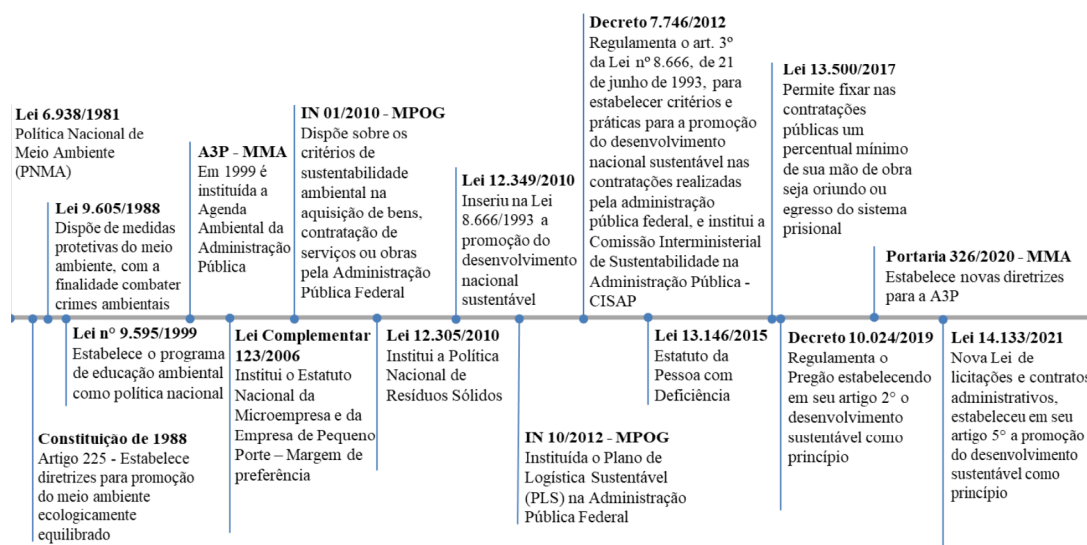 Lei 6.938/1981
Política Nacional de
Meio Ambiente
(PNMA)
Lei 9.605/1988
Dispõe de medidas
protetivas do meio
ambiente, com a
finalidade combater
crimes ambientais
A3P - MMA
Em 1999 é
instituída a
Agenda
Ambiental da
Administração
Pública
IN 01/2010 - MPOG
Dispõe sobre os
critérios de
sustentabilidade
ambiental na
aquisição de bens,
contratação de
serviços ou obras
pela Administração
Pública Federal
Lei 12.349/2010
Inseriu na Lei
8.666/1993 a
promoção do
desenvolvimento
nacional
sustentável
Decreto 7.746/2012
Regulamenta o art. 3º
da Lei nº 8.666, de 21
de junho de 1993, para
estabelecer critérios e
práticas para a promoção
do desenvolvimento
nacional sustentável nas
contratações realizadas
pela administração
pública federal, e institui a
Comissão Interministerial
de Sustentabilidade na
Administração Pública -
CISAP
Lei 13.500/2017
Permite fixar nas
contratações
públicas um
percentual mínimo
de sua mão de obra
seja oriundo ou
egresso do sistema
prisional
Portaria 326/2020 - MMA
Estabelece novas diretrizes
para a A3P
Constituição de 1988
Artigo 225 - Estabelece
diretrizes para promoção
do meio ambiente
ecologicamente
equilibrado
Lei n° 9.595/1999
Estabelece o programa
de educação ambiental
como política nacional
Lei Complementar
123/2006
Institui o Estatuto
Nacional da
Microempresa e da
Empresa de Pequeno
Porte – Margem de
preferência
Lei 12.305/2010
Institui a Política
Nacional de
Resíduos Sólidos
IN 10/2012 - MPOG
Instituída o Plano de
Logística Sustentável
(PLS) na Administração
Pública Federal
Lei 13.146/2015
Estatuto da
Pessoa com
Deficiência
Decreto 10.024/2019
Regulamenta o
Pregão estabelecendo
em seu artigo 2° o
desenvolvimento
sustentável como
princípio
Lei 14.133/2021
Nova Lei de
licitações e contratos
administrativos,
estabeleceu em seu
artigo 5° a promoção
do desenvolvimento
sustentável como
princípio